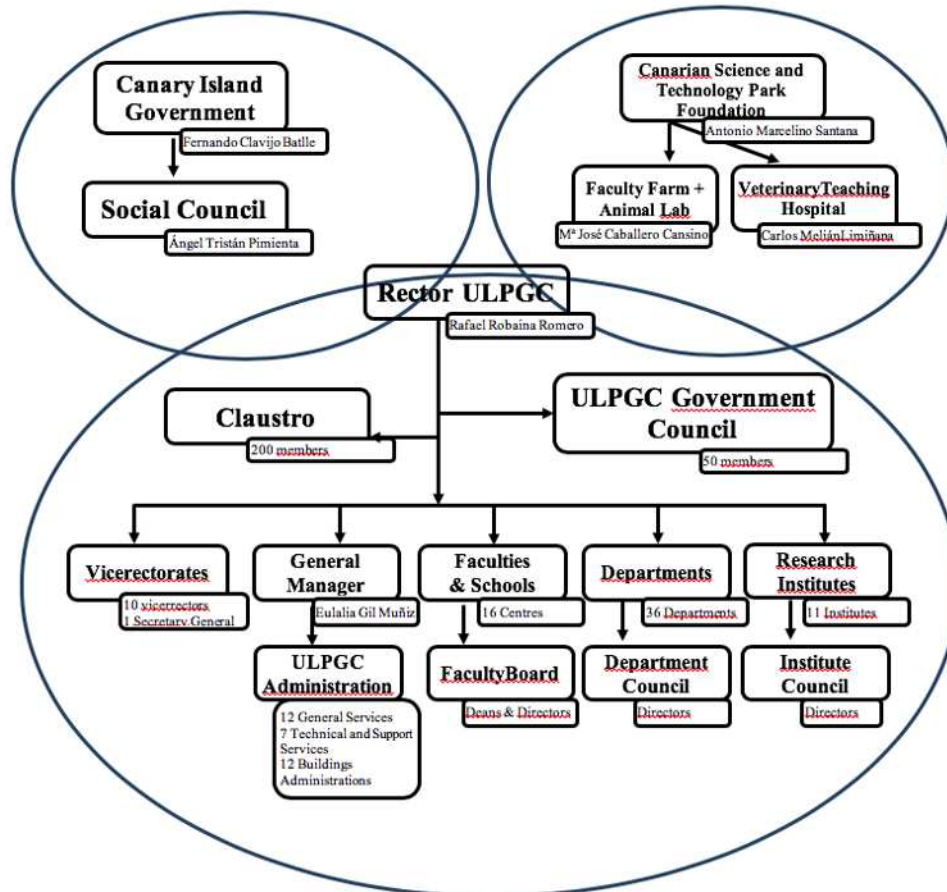 Canary Island
Government
Fernando Clavijo Batlle
Social Council
Ángel Tristán Pimienta
Canarian Science and
Technology Park
Foundation
Antonio Marcelino Santana
Faculty Farm +
Animal Lab
Mª José Caballero Cansino
VeterinaryTeaching
Hospital
Carlos MeliánLimiñana
Rector ULPGC
Rafael Robaina Romero
Claustro
200 members
ULPGC Government
Council
50 members
Vicerectorates
10 vicerrectors
1 Secretary General
General
Manager
Eulalia Gil Muñiz
Faculties
& Schools
16 Centres
Departments
36 Departments
Research
Institutes
11 Institutes
ULPGC
Administration
12 General Services
7 Technical and Support
Services
12 Buildings
Administrations
FacultyBoard
Deans & Directors
Department
Council
Directors
Institute
Council
Directors